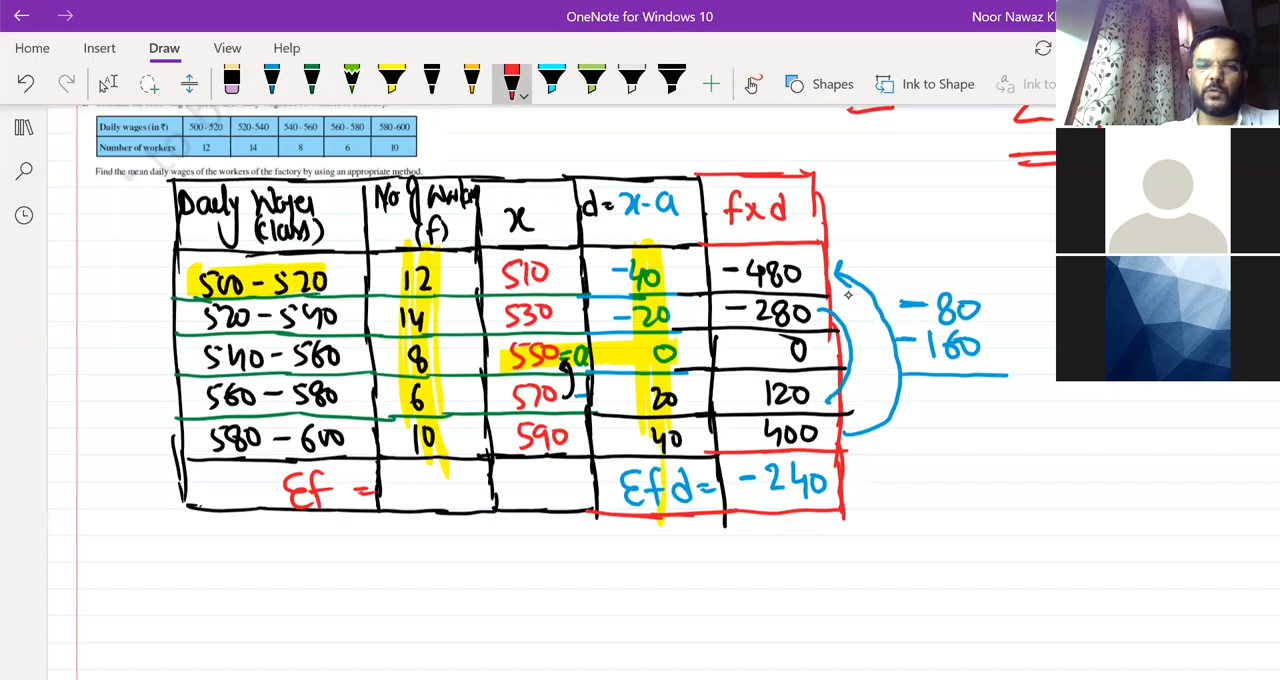 OneNote for Windows 10
Noor Nawaz Kh
Home Insert Draw View Help
Shapes Ink to Shape Ink to
Daily wages (in ₹) 500-520 520-540 540-560 560-580 580-600
Number of workers 12 14 8 6 10
Find the mean daily wages of the workers of the factory by using an appropriate method.
Daily Wages (Class) No of Workers (f) x d = x-a f x d
500 - 520 12 510 -40 -480
520 - 540 14 530 -20 -280
540 - 560 8 550=a 0 0
560 - 580 6 570 20 120
580 - 600 10 590 40 400
Σf = Σfd = -240
-80
-160